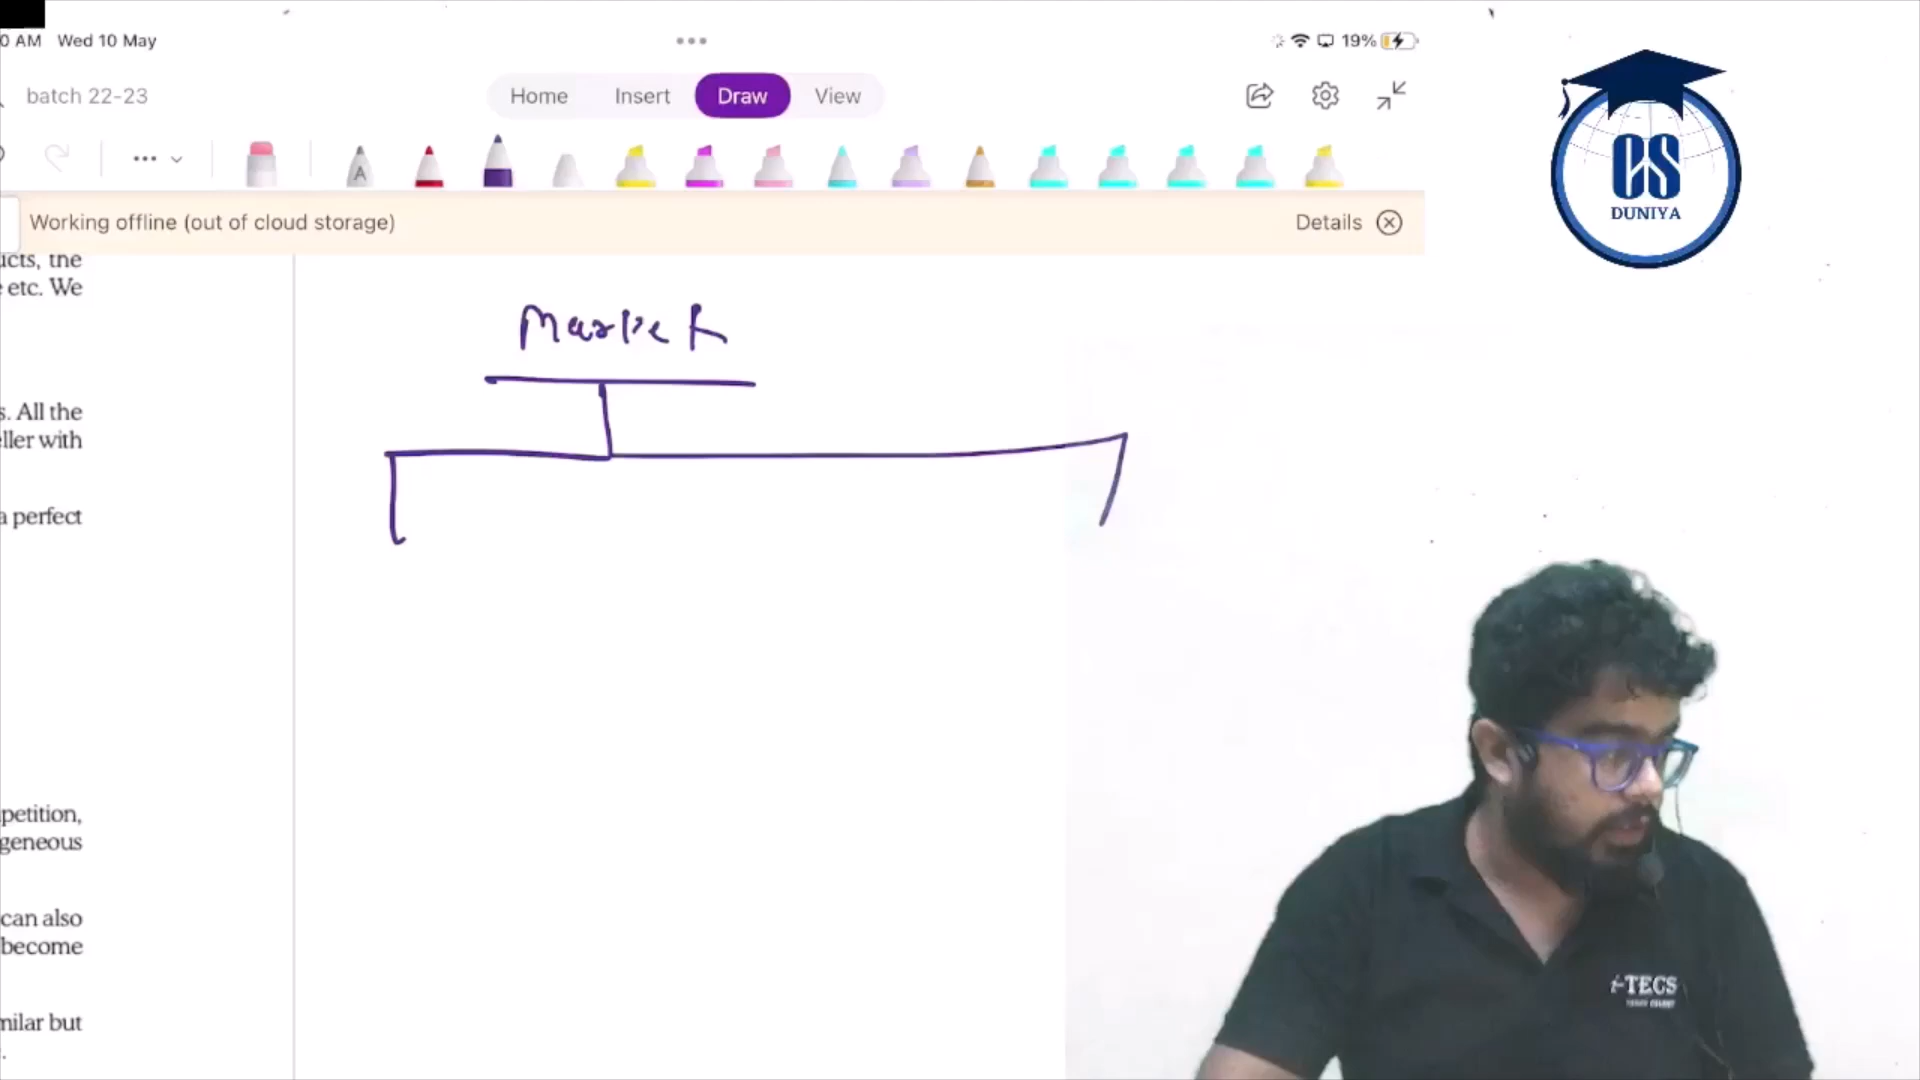 0 AM Wed 10 May
19%
batch 22-23
Home Insert Draw View
A
Working offline (out of cloud storage) Details
ucts, the
e etc. We
Market
s. All the
ller with
a perfect
petition,
geneous
can also
become
milar but
CS
DUNIYA
i-TECS